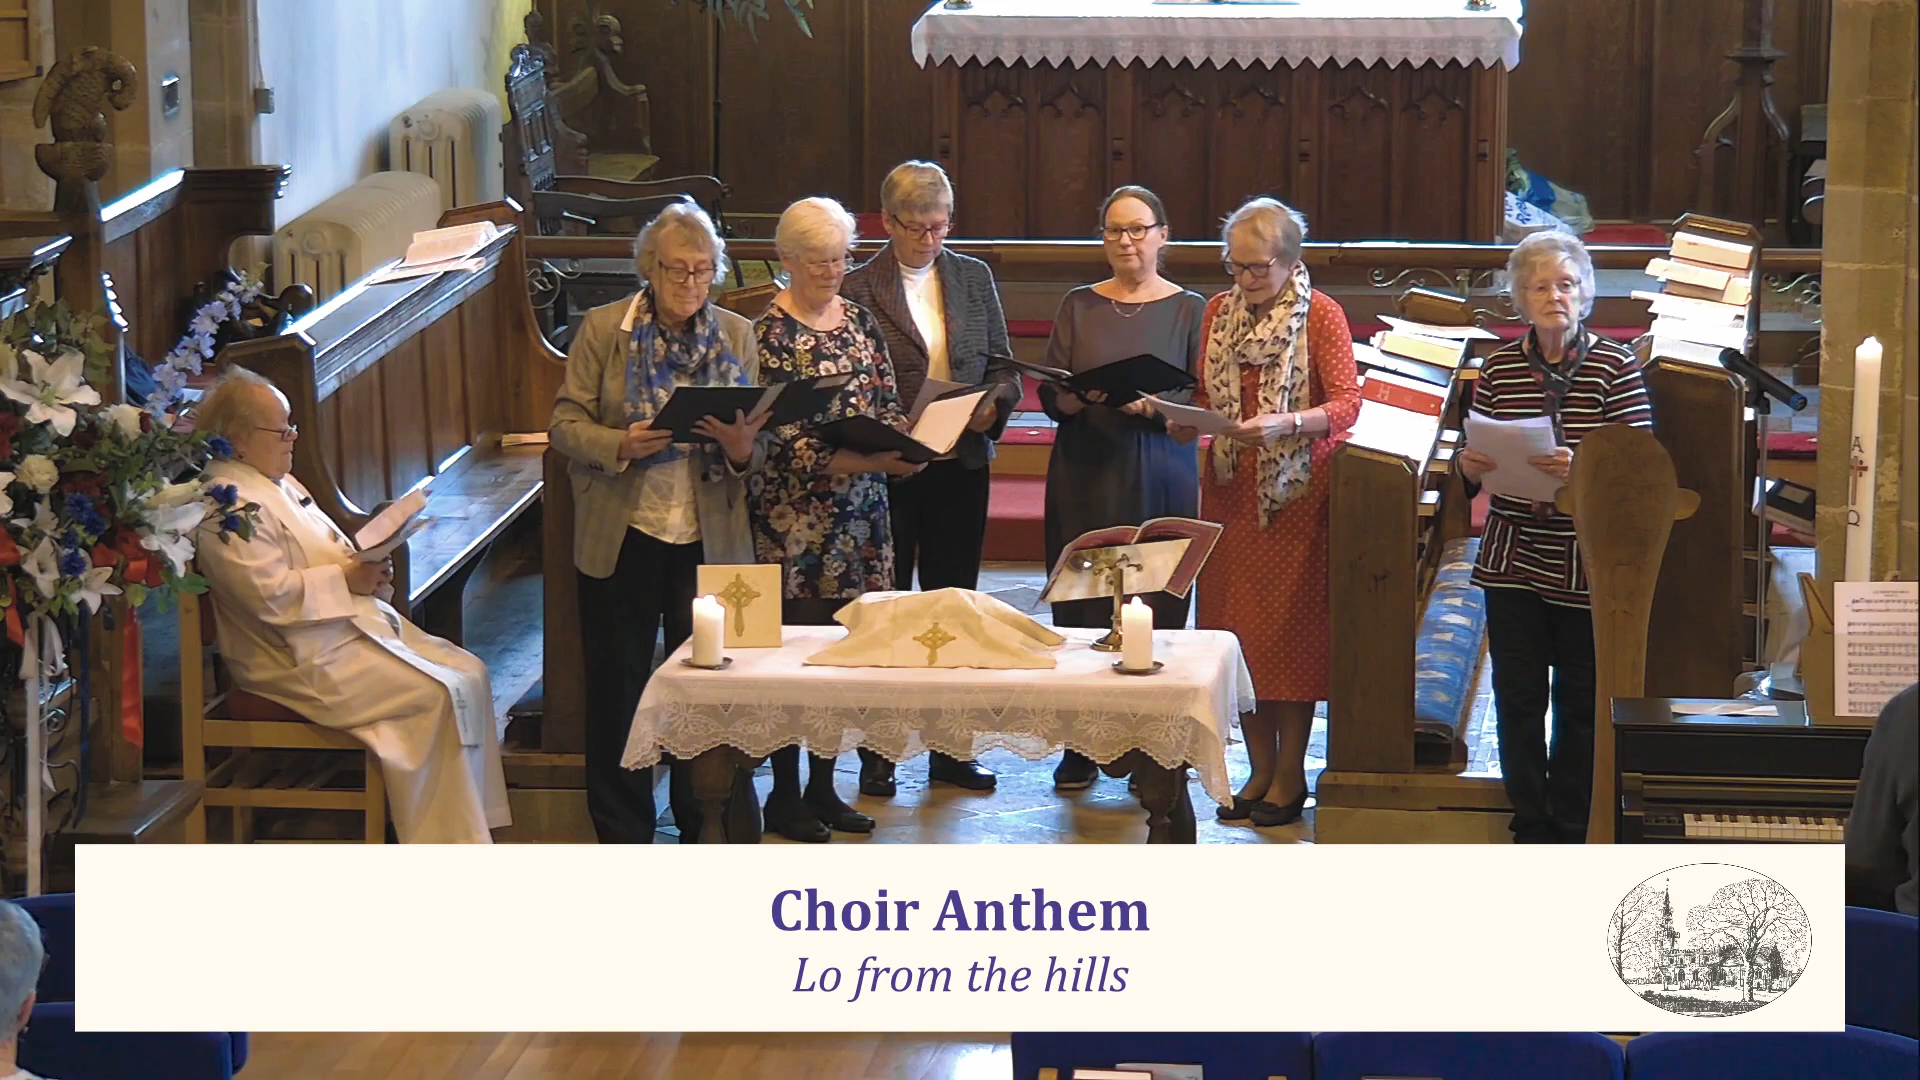 Choir Anthem
Lo from the hills
Α
Ω